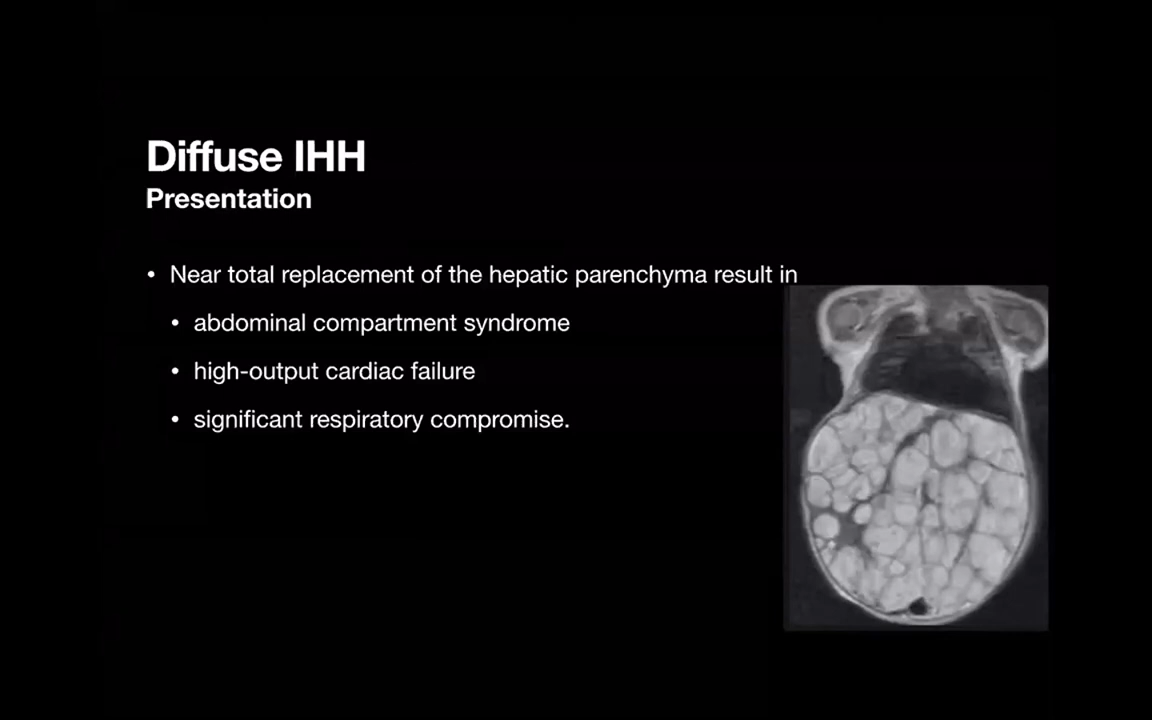 Diffuse IHH
Presentation
• Near total replacement of the hepatic parenchyma result in
• abdominal compartment syndrome
• high-output cardiac failure
• significant respiratory compromise.